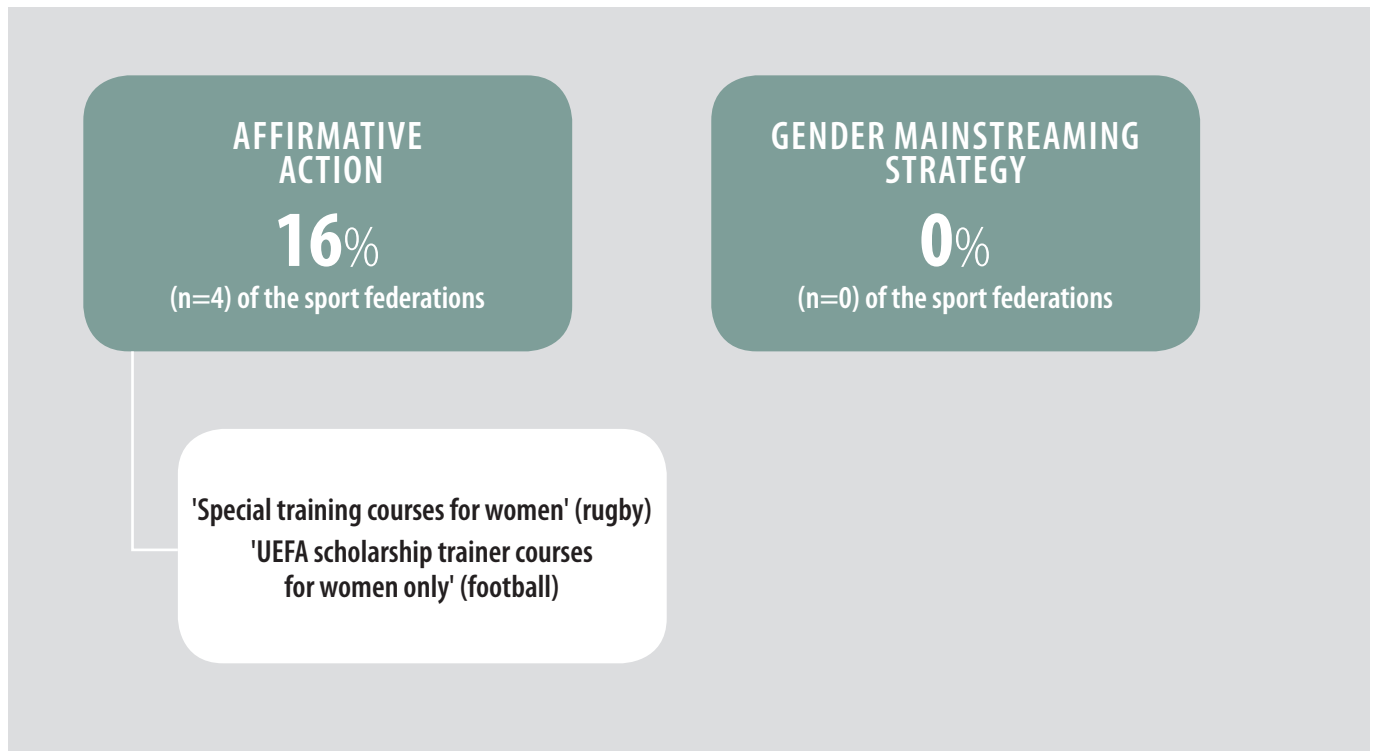 AFFIRMATIVE
ACTION
16%
(n=4) of the sport federations
GENDER MAINSTREAMING
STRATEGY
0%
(n=0) of the sport federations
'Special training courses for women' (rugby)
'UEFA scholarship trainer courses
for women only' (football)